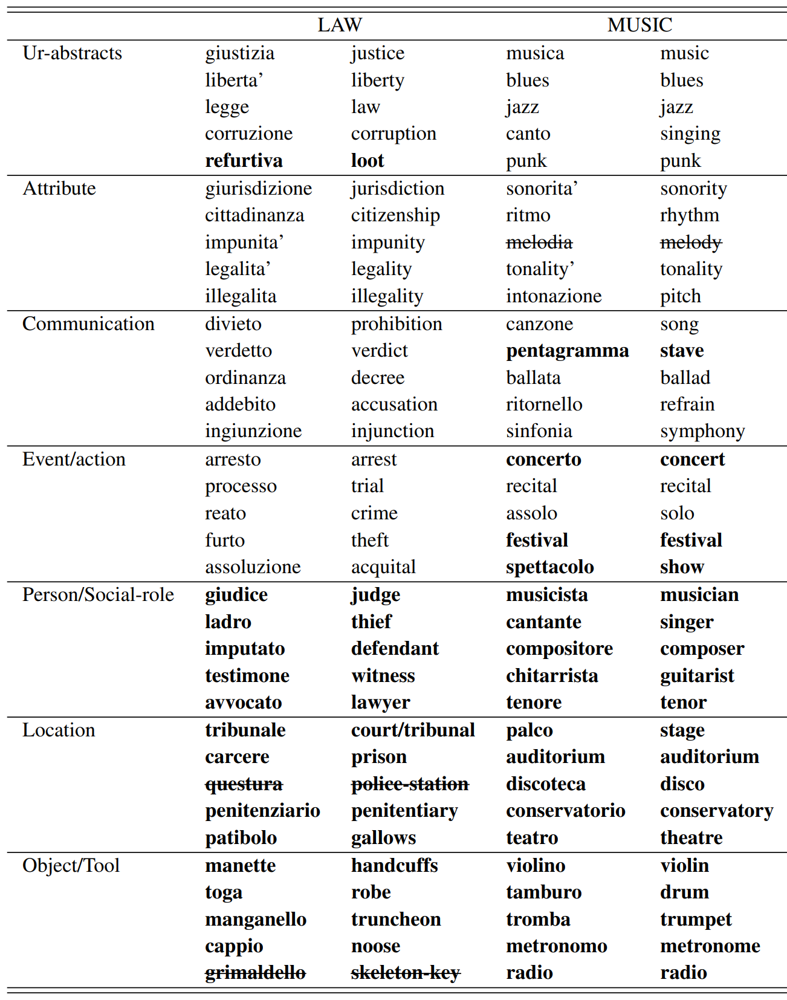 LAW MUSIC
Ur-abstracts giustizia justice musica music
liberta’ liberty blues blues
legge law jazz jazz
corruzione corruption canto singing
refurtiva loot punk punk
Attribute giurisdizione jurisdiction sonorita’ sonority
cittadinanza citizenship ritmo rhythm
impunita’ impunity melodia melody
legalita’ legality tonality’ tonality
illegalita illegality intonazione pitch
Communication divieto prohibition canzone song
verdetto verdict pentagramma stave
ordinanza decree ballata ballad
addebito accusation ritornello refrain
ingiunzione injunction sinfonia symphony
Event/action arresto arrest concerto concert
processo trial recital recital
reato crime assolo solo
furto theft festival festival
assoluzione acquital spettacolo show
Person/Social-role giudice judge musicista musician
ladro thief cantante singer
imputato defendant compositore composer
testimone witness chitarrista guitarist
avvocato lawyer tenore tenor
Location tribunale court/tribunal palco stage
carcere prison auditorium auditorium
questura police-station discoteca disco
penitenziario penitentiary conservatorio conservatory
patibolo gallows teatro theatre
Object/Tool manette handcuffs violino violin
toga robe tamburo drum
manganello truncheon tromba trumpet
cappio noose metronomo metronome
grimaldello skeleton-key radio radio